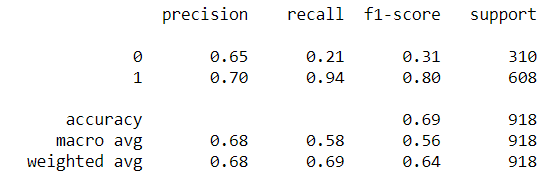 precision recall f1-score support
0 0.65 0.21 0.31 310
1 0.70 0.94 0.80 608
accuracy 0.69 918
macro avg 0.68 0.58 0.56 918
weighted avg 0.68 0.69 0.64 918